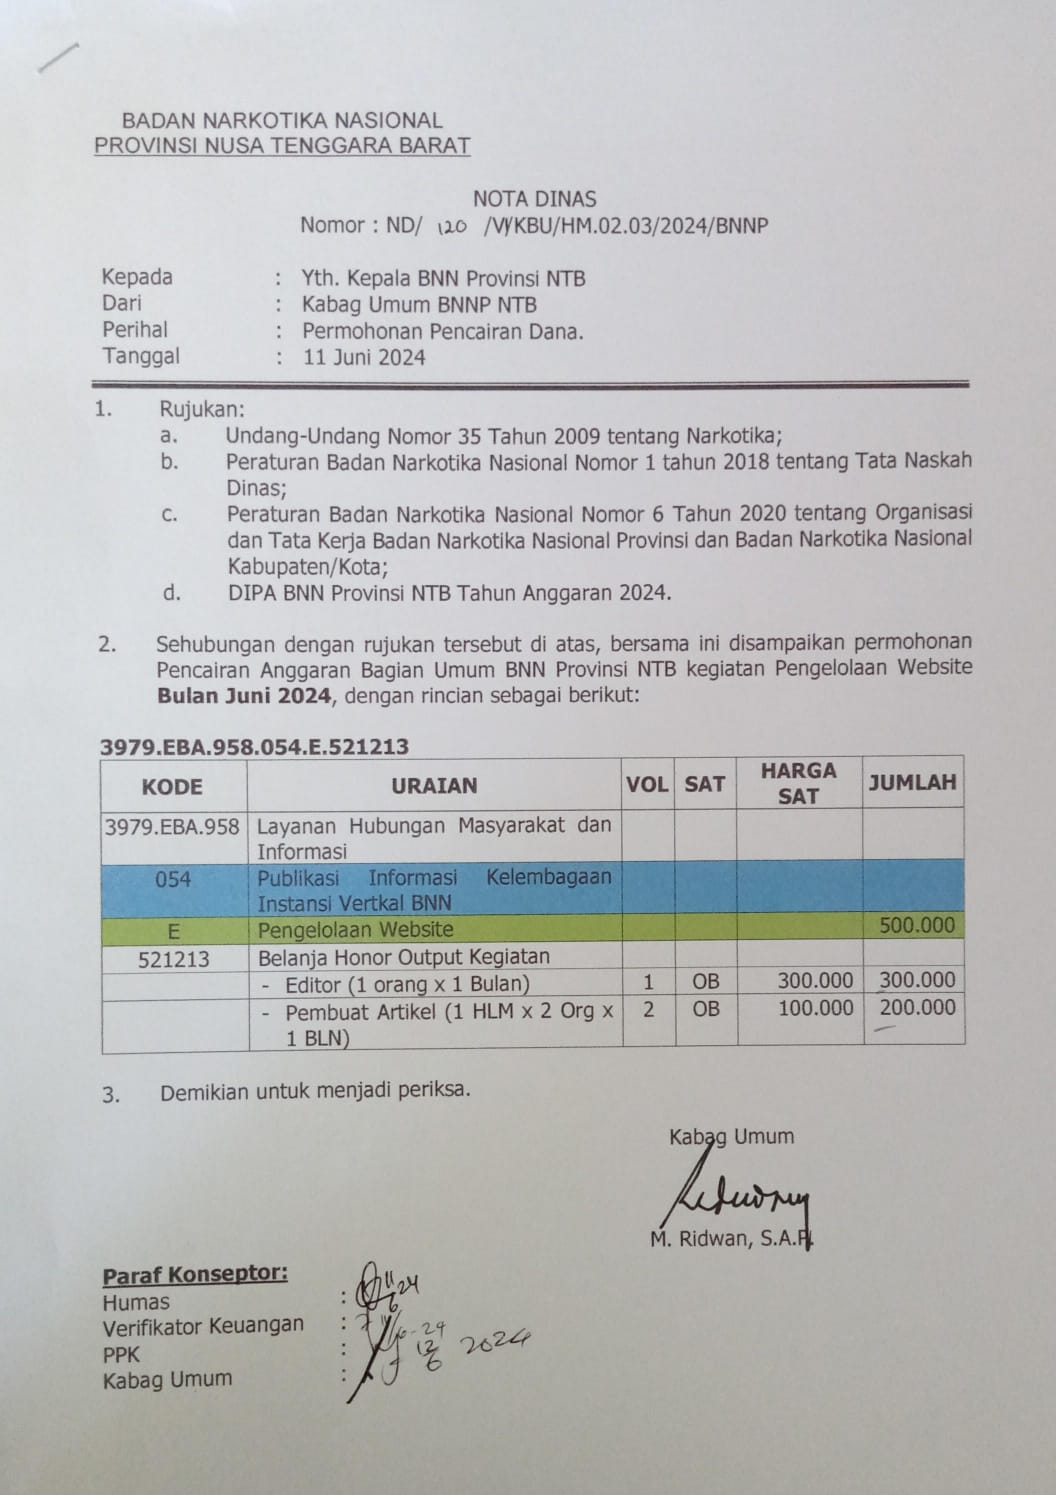 BADAN NARKOTIKA NASIONAL
PROVINSI NUSA TENGGARA BARAT
NOTA DINAS
Nomor : ND/ 120 /VI/KBU/HM.02.03/2024/BNNP
Kepada : Yth. Kepala BNN Provinsi NTB
Dari : Kabag Umum BNNP NTB
Perihal : Permohonan Pencairan Dana.
Tanggal : 11 Juni 2024
1. Rujukan:
a. Undang-Undang Nomor 35 Tahun 2009 tentang Narkotika;
b. Peraturan Badan Narkotika Nasional Nomor 1 tahun 2018 tentang Tata Naskah
Dinas;
c. Peraturan Badan Narkotika Nasional Nomor 6 Tahun 2020 tentang Organisasi
dan Tata Kerja Badan Narkotika Nasional Provinsi dan Badan Narkotika Nasional
Kabupaten/Kota;
d. DIPA BNN Provinsi NTB Tahun Anggaran 2024.
2. Sehubungan dengan rujukan tersebut di atas, bersama ini disampaikan permohonan
Pencairan Anggaran Bagian Umum BNN Provinsi NTB kegiatan Pengelolaan Website
Bulan Juni 2024, dengan rincian sebagai berikut:
3979.EBA.958.054.E.521213
KODE URAIAN VOL SAT HARGA SAT JUMLAH
3979.EBA.958 Layanan Hubungan Masyarakat dan
Informasi
054 Publikasi Informasi Kelembagaan
Instansi Vertkal BNN
E Pengelolaan Website 500.000
521213 Belanja Honor Output Kegiatan
- Editor (1 orang x 1 Bulan) 1 OB 300.000 300.000
- Pembuat Artikel (1 HLM x 2 Org x 2 OB 100.000 200.000
1 BLN)
3. Demikian untuk menjadi periksa.
Kabag Umum
M. Ridwan, S.A.P.
Paraf Konseptor:
Humas :
Verifikator Keuangan :
PPK : 12/6 2024
Kabag Umum :